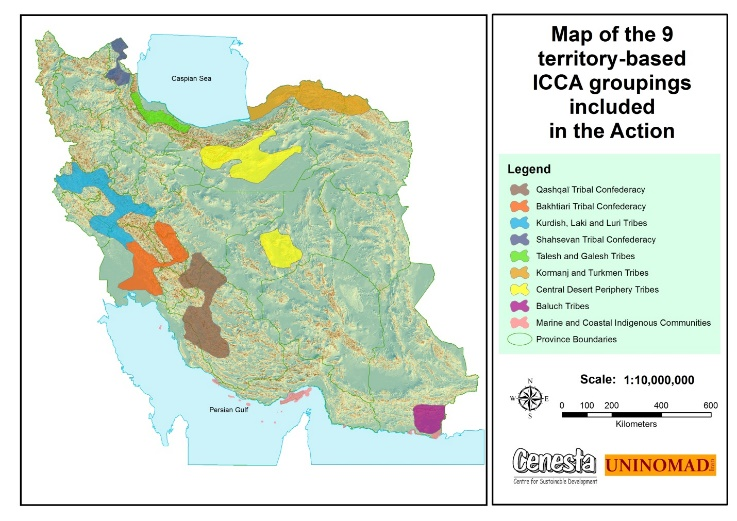 Caspian Sea
Persian Gulf
Map of the 9
territory-based
ICCA groupings
included
in the Action
Legend
Qashqai Tribal Confederacy
Bakhtiari Tribal Confederacy
Kurdish, Laki and Luri Tribes
Shahsevan Tribal Confederacy
Talesh and Galesh Tribes
Kormanj and Turkmen Tribes
Central Desert Periphery Tribes
Baluch Tribes
Marine and Coastal Indigenous Communities
Province Boundaries
N
W E
S
Scale: 1:10,000,000
0 100 200 400 600
Kilometers
Cenesta
Centre for Sustainable Development
UNINOMAD